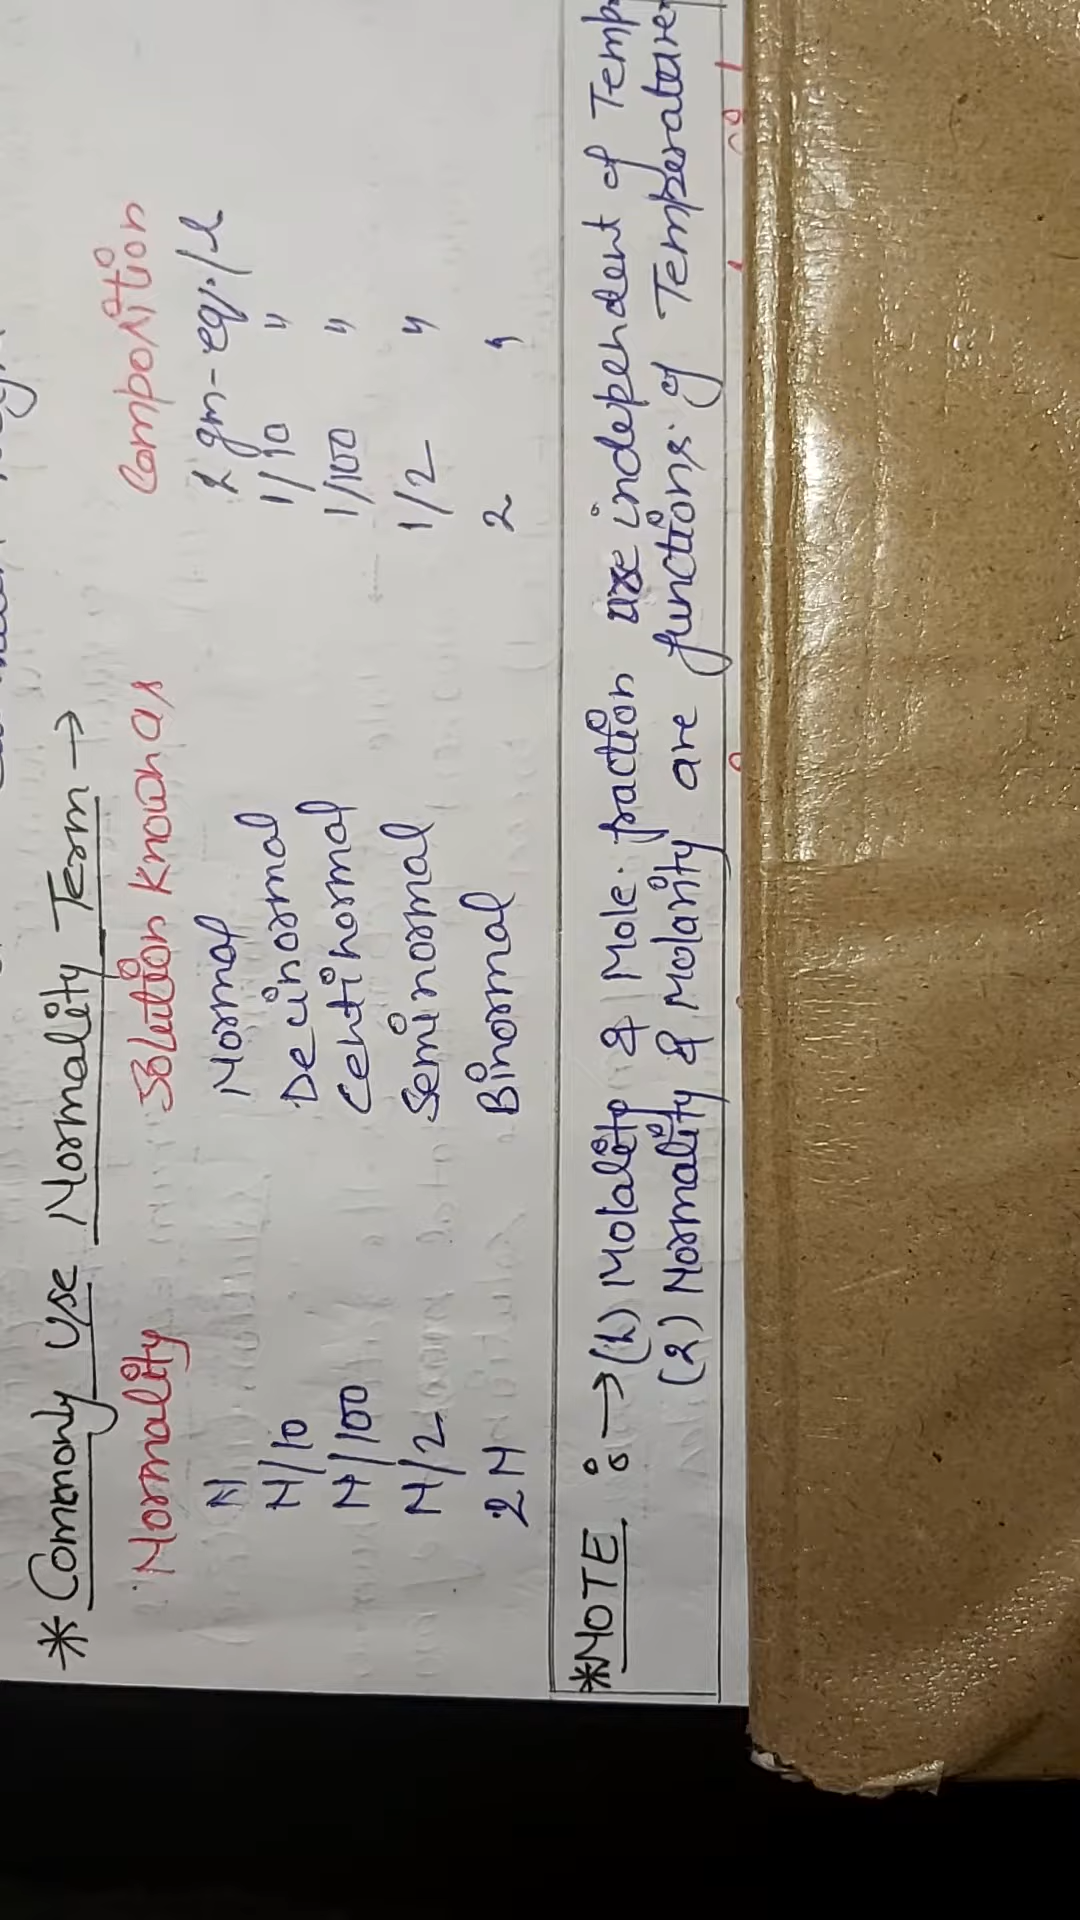 * Commonly Use Normality Term →
Normality Solution Known as Composition
N Normal 1 gm-eqv./l
N/10 Decinormal 1/10 "
N/100 Centinormal 1/100 "
N/2 Seminormal 1/2 "
2N Binormal 2 "
*NOTE :→ (1) Molality & Mole fraction are independent of Temp
(2) Normality & Molarity are functions of Temperature